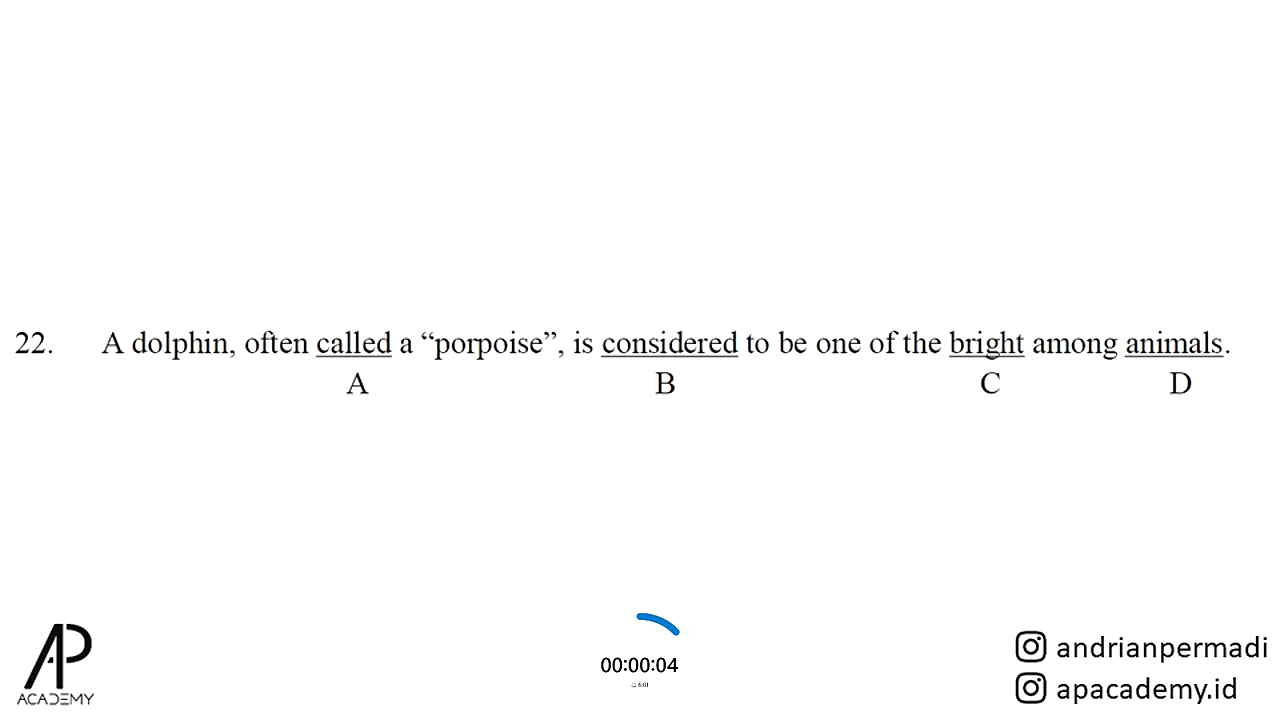 22. A dolphin, often called a “porpoise”, is considered to be one of the bright among animals.
A B C D
00:00:04
AP
ACADEMY
andrianpermadi
apacademy.id